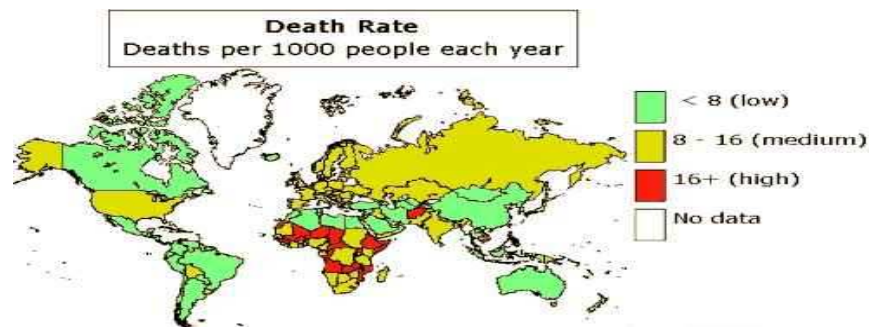 Death Rate
Deaths per 1000 people each year
< 8 (low)
8 - 16 (medium)
16+ (high)
No data